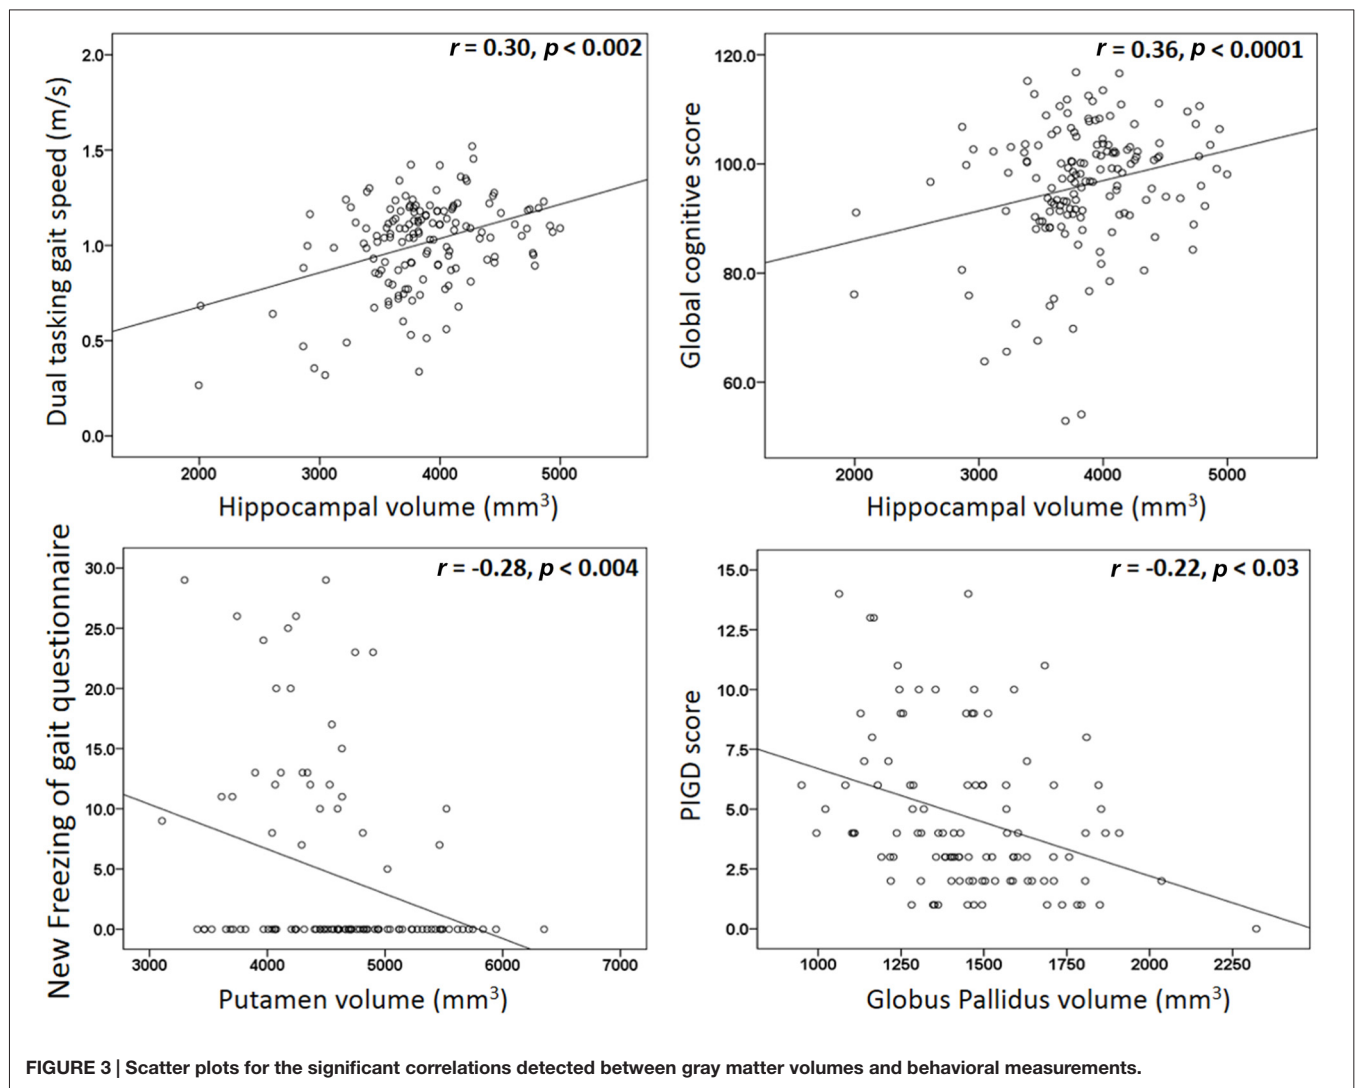 r = 0.30, p < 0.002
Dual tasking gait speed (m/s)
2.0
1.5
1.0
0.5
0.0
2000 3000 4000 5000
Hippocampal volume (mm³)
r = 0.36, p < 0.0001
Global cognitive score
120.0
100.0
80.0
60.0
2000 3000 4000 5000
Hippocampal volume (mm³)
r = -0.28, p < 0.004
New Freezing of gait questionnaire
30.0
25.0
20.0
15.0
10.0
5.0
0.0
3000 4000 5000 6000 7000
Putamen volume (mm³)
r = -0.22, p < 0.03
PIGD score
15.0
12.5
10.0
7.5
5.0
2.5
0.0
1000 1250 1500 1750 2000 2250
Globus Pallidus volume (mm³)
FIGURE 3 | Scatter plots for the significant correlations detected between gray matter volumes and behavioral measurements.